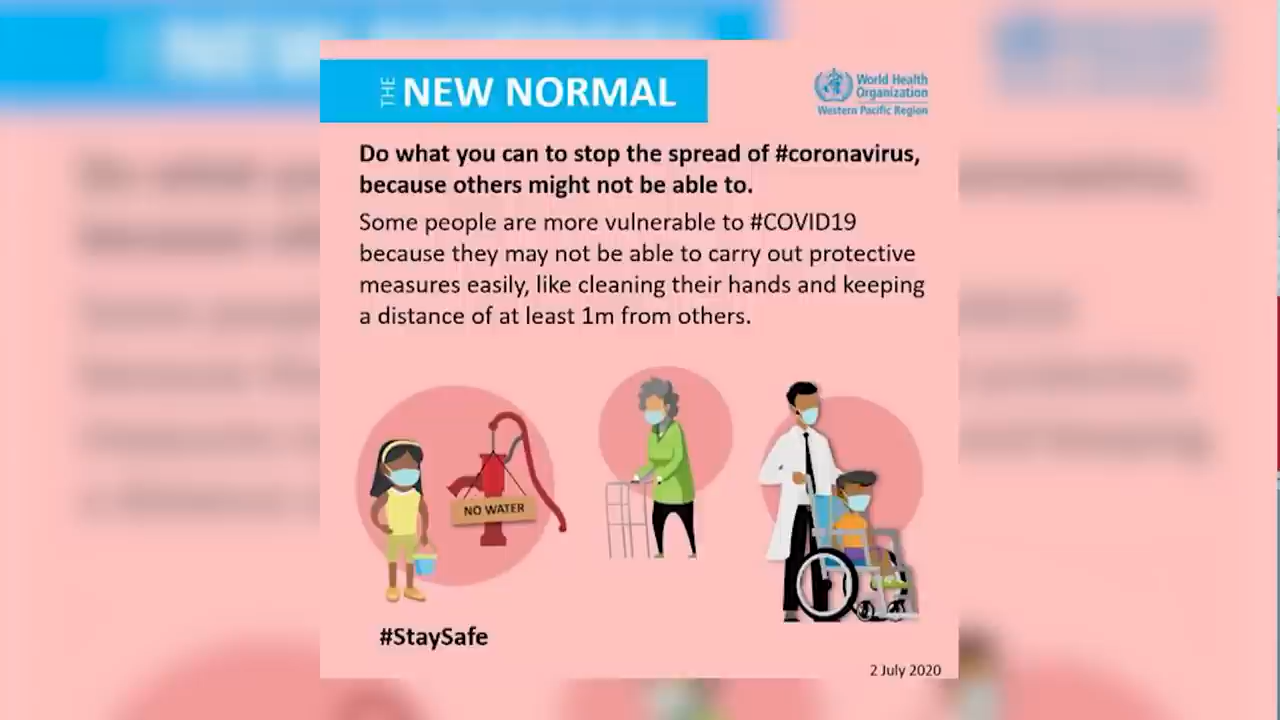 THE NEW NORMAL
World Health
Organization
Western Pacific Region
Do what you can to stop the spread of #coronavirus,
because others might not be able to.
Some people are more vulnerable to #COVID19
because they may not be able to carry out protective
measures easily, like cleaning their hands and keeping
a distance of at least 1m from others.
NO WATER
#StaySafe
2 July 2020